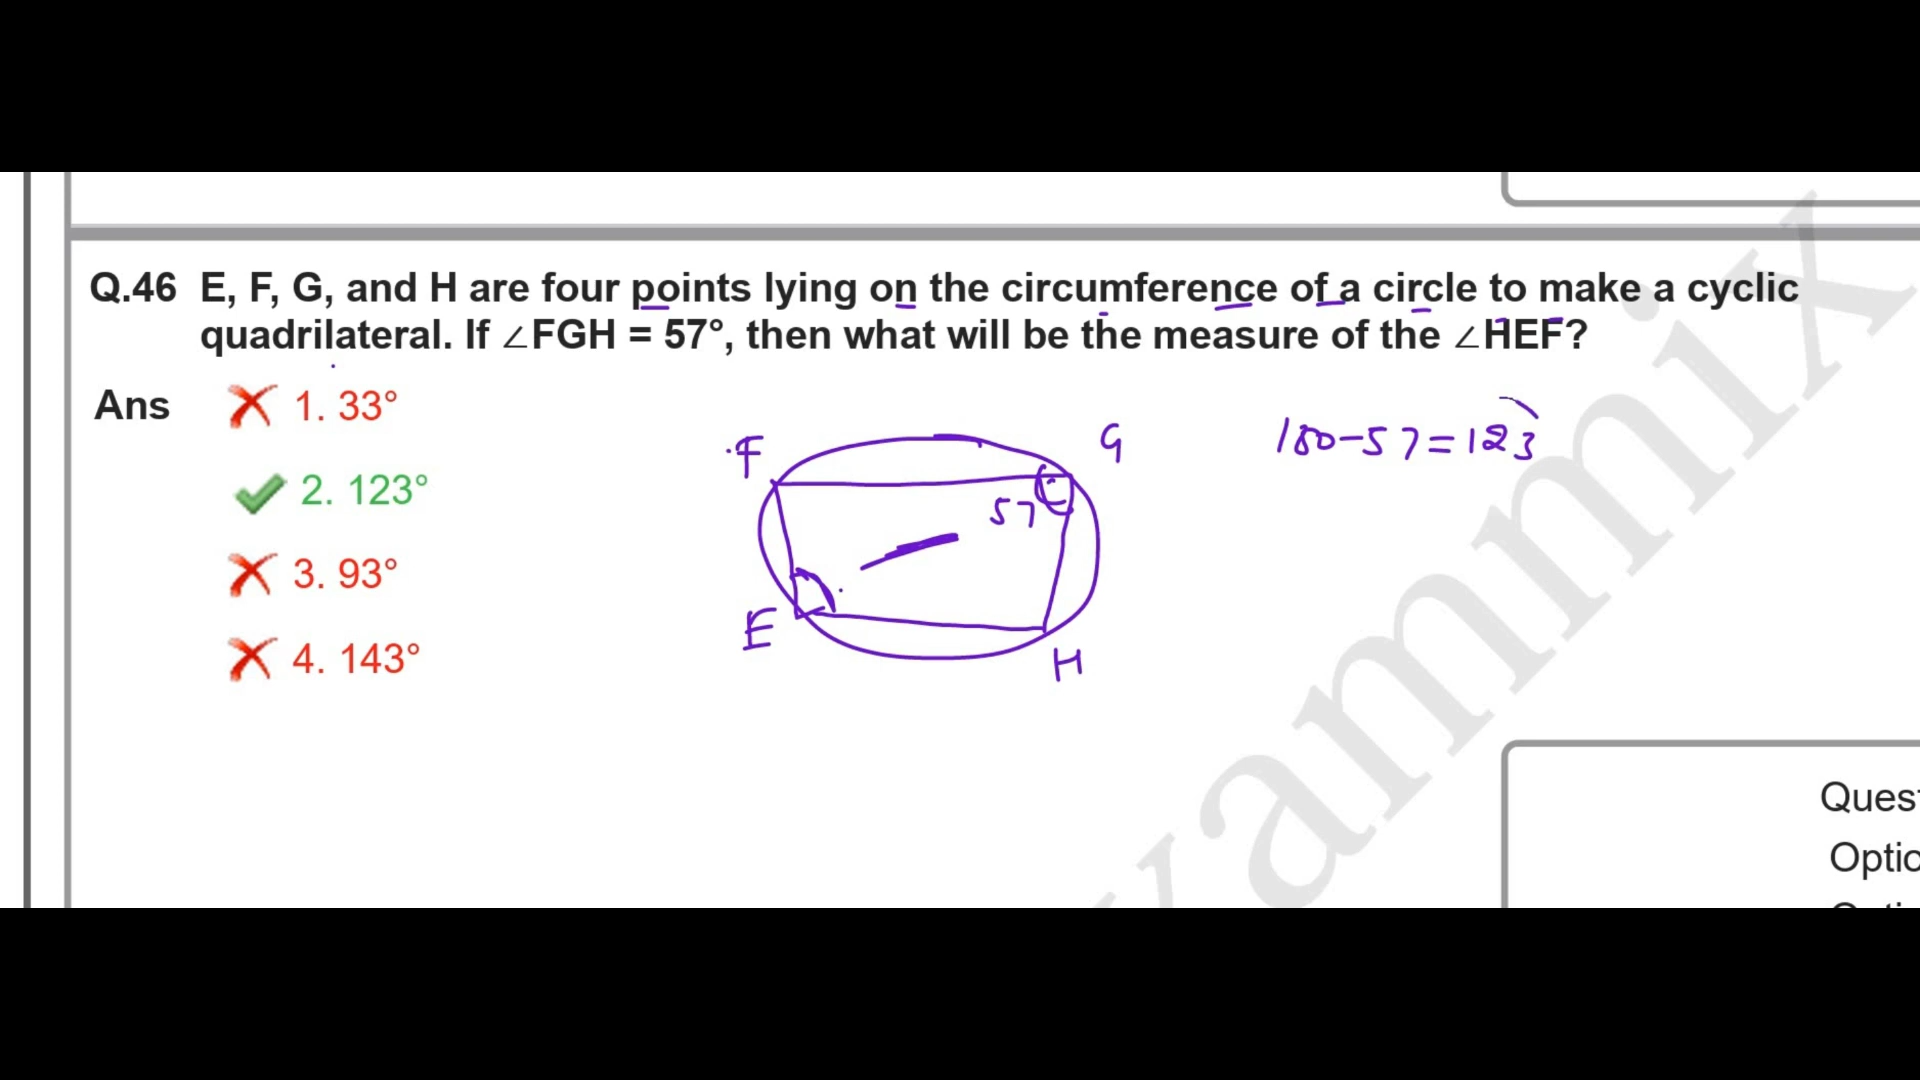 Q.46 E, F, G, and H are four points lying on the circumference of a circle to make a cyclic
quadrilateral. If ∠FGH = 57°, then what will be the measure of the ∠HEF?
Ans 1. 33°
2. 123°
3. 93°
4. 143°
F
G
180-57=123
57
E
H